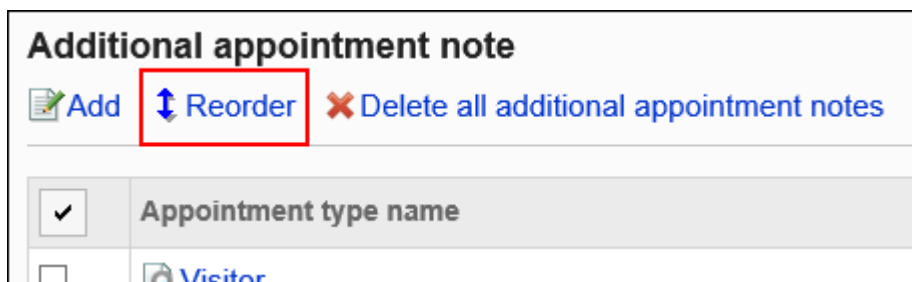 Additional appointment note
Add Reorder Delete all additional appointment notes
Appointment type name
Visitor